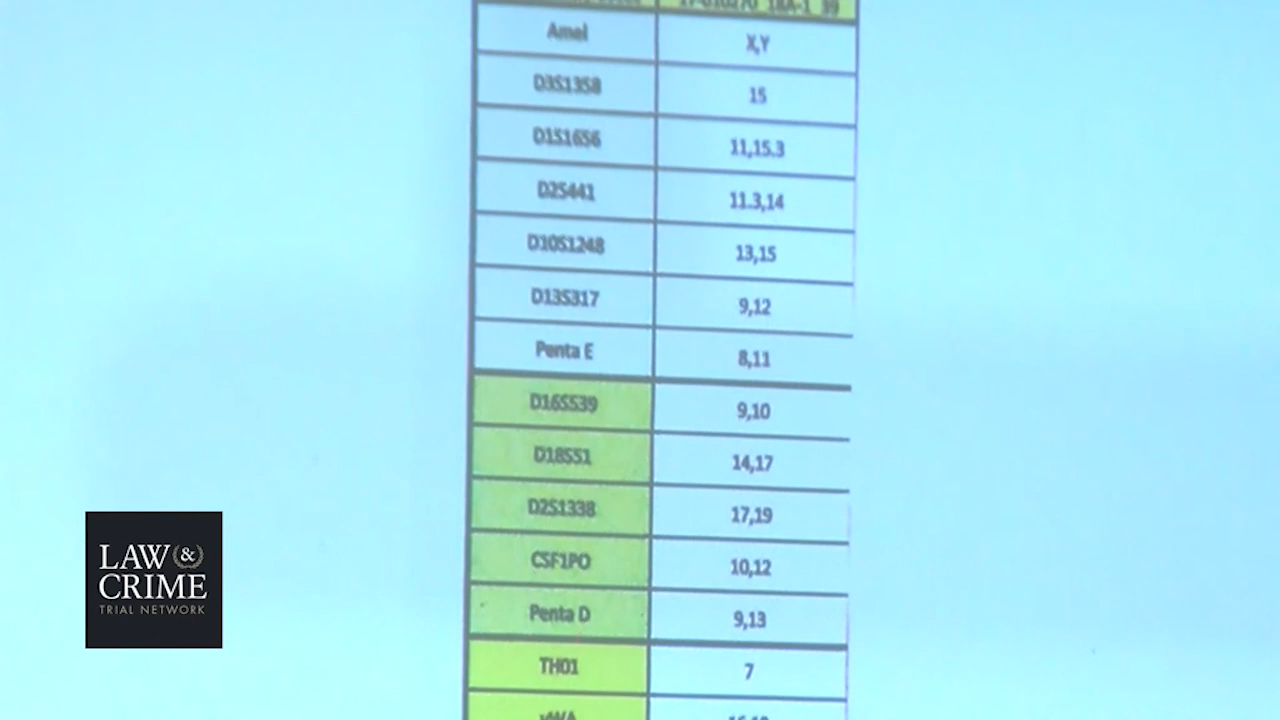 Amel X,Y
D3S1358 15
D1S1656 11,15.3
D2S441 11.3,14
D10S1248 13,15
D13S317 9,12
Penta E 8,11
D16S539 9,10
D18S51 14,17
D2S1338 17,19
CSF1PO 10,12
Penta D 9,13
TH01 7
vWA
LAW &
CRIME
TRIAL NETWORK